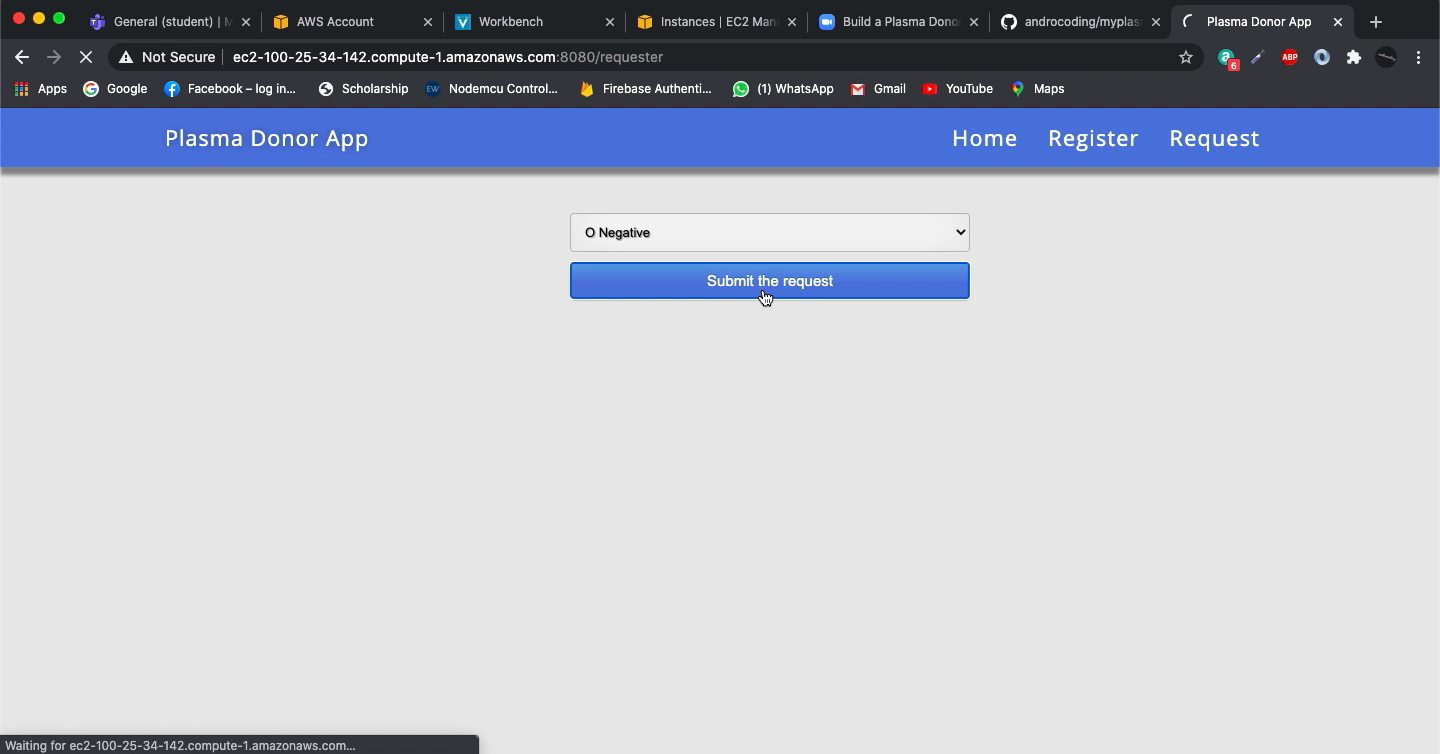 General (student) | M
AWS Account
Workbench
Instances | EC2 Man
Build a Plasma Dono
androcoding/myplas
Plasma Donor App
Not Secure
ec2-100-25-34-142.compute-1.amazonaws.com:8080/requester
6
ABP
Apps
Google
Facebook – log in...
Scholarship
EW
Nodemcu Control...
Firebase Authenti...
(1) WhatsApp
Gmail
YouTube
Maps
Plasma Donor App
Home
Register
Request
O Negative
Submit the request
Waiting for ec2-100-25-34-142.compute-1.amazonaws.com...